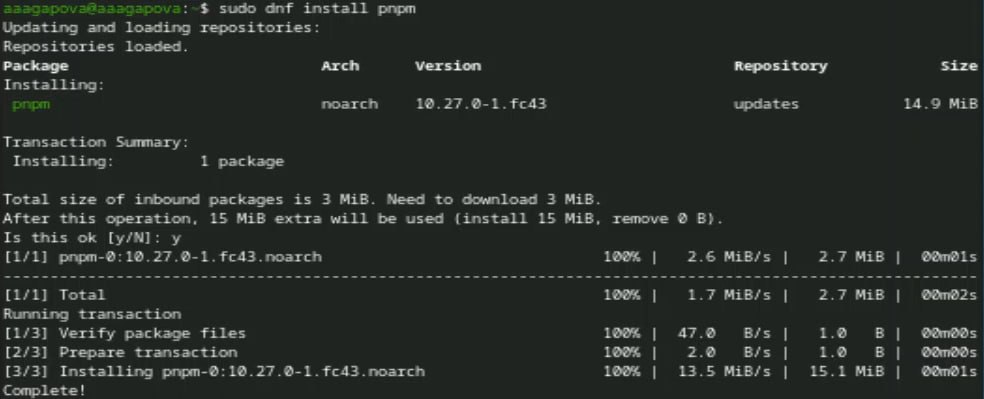 aaagapova@aaagapova:~$ sudo dnf install pnpm
Updating and loading repositories:
Repositories loaded.
Package Arch Version Repository Size
Installing:
pnpm noarch 10.27.0-1.fc43 updates 14.9 MiB
Transaction Summary:
Installing: 1 package
Total size of inbound packages is 3 MiB. Need to download 3 MiB.
After this operation, 15 MiB extra will be used (install 15 MiB, remove 0 B).
Is this ok [y/N]: y
[1/1] pnpm-0:10.27.0-1.fc43.noarch 100% | 2.6 MiB/s | 2.7 MiB | 00m01s
--------------------------------------------------------------------------------
[1/1] Total 100% | 1.7 MiB/s | 2.7 MiB | 00m02s
Running transaction
[1/3] Verify package files 100% | 47.0 B/s | 1.0 B | 00m00s
[2/3] Prepare transaction 100% | 2.0 B/s | 1.0 B | 00m00s
[3/3] Installing pnpm-0:10.27.0-1.fc43.noarch 100% | 13.5 MiB/s | 15.1 MiB | 00m01s
Complete!